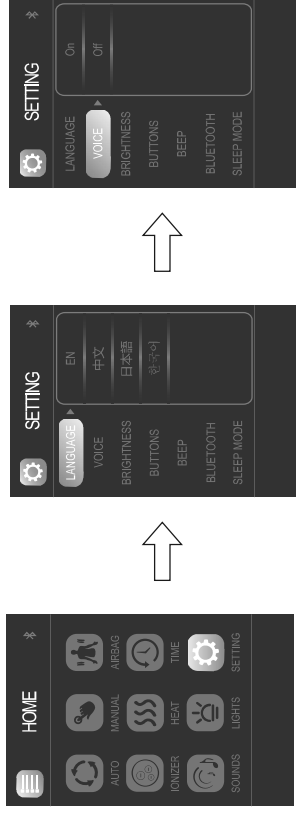 HOME
AUTO MANUAL AIRBAG
IONIZER HEAT TIME
SOUNDS LIGHTS SETTING
SETTING
LANGUAGE
VOICE
BRIGHTNESS
BUTTONS
BEEP
BLUETOOTH
SLEEP MODE
EN
中文
日本語
한국어
SETTING
LANGUAGE
VOICE
BRIGHTNESS
BUTTONS
BEEP
BLUETOOTH
SLEEP MODE
On
Off